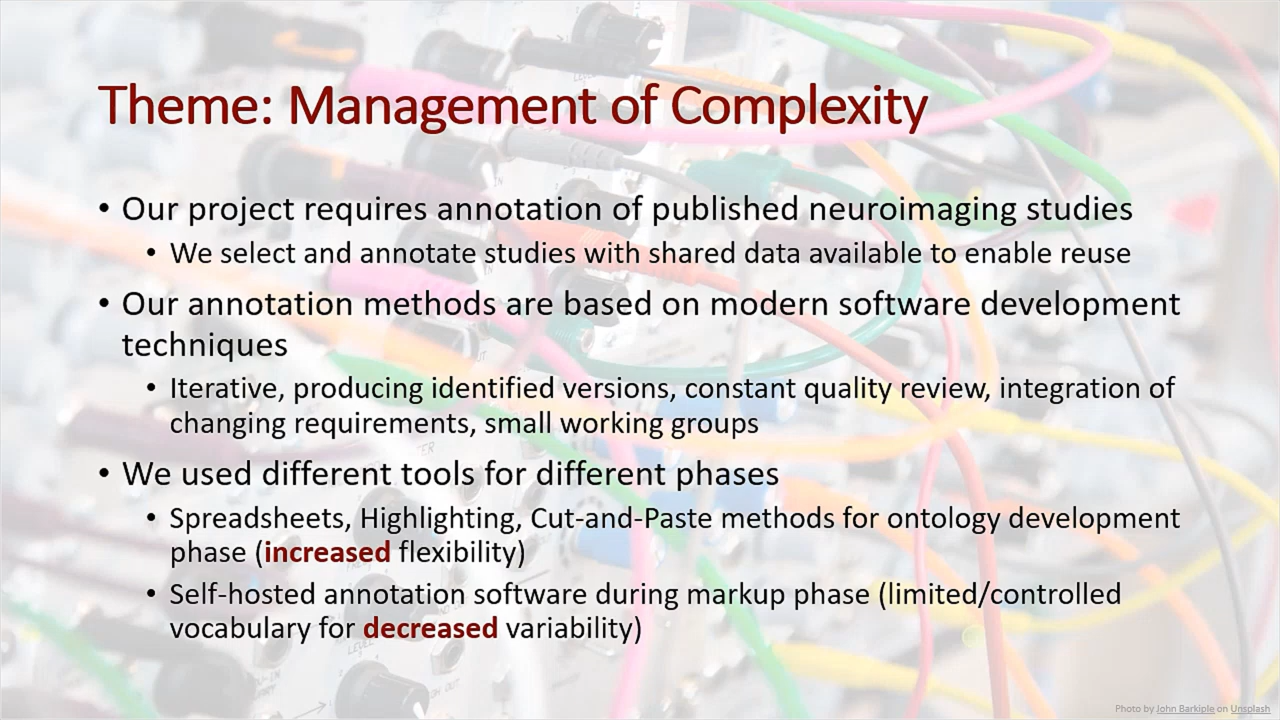 Theme: Management of Complexity
• Our project requires annotation of published neuroimaging studies
• We select and annotate studies with shared data available to enable reuse
• Our annotation methods are based on modern software development
techniques
• Iterative, producing identified versions, constant quality review, integration of
changing requirements, small working groups
• We used different tools for different phases
• Spreadsheets, Highlighting, Cut-and-Paste methods for ontology development
phase (increased flexibility)
• Self-hosted annotation software during markup phase (limited/controlled
vocabulary for decreased variability)
Photo by John Barkiple on Unsplash